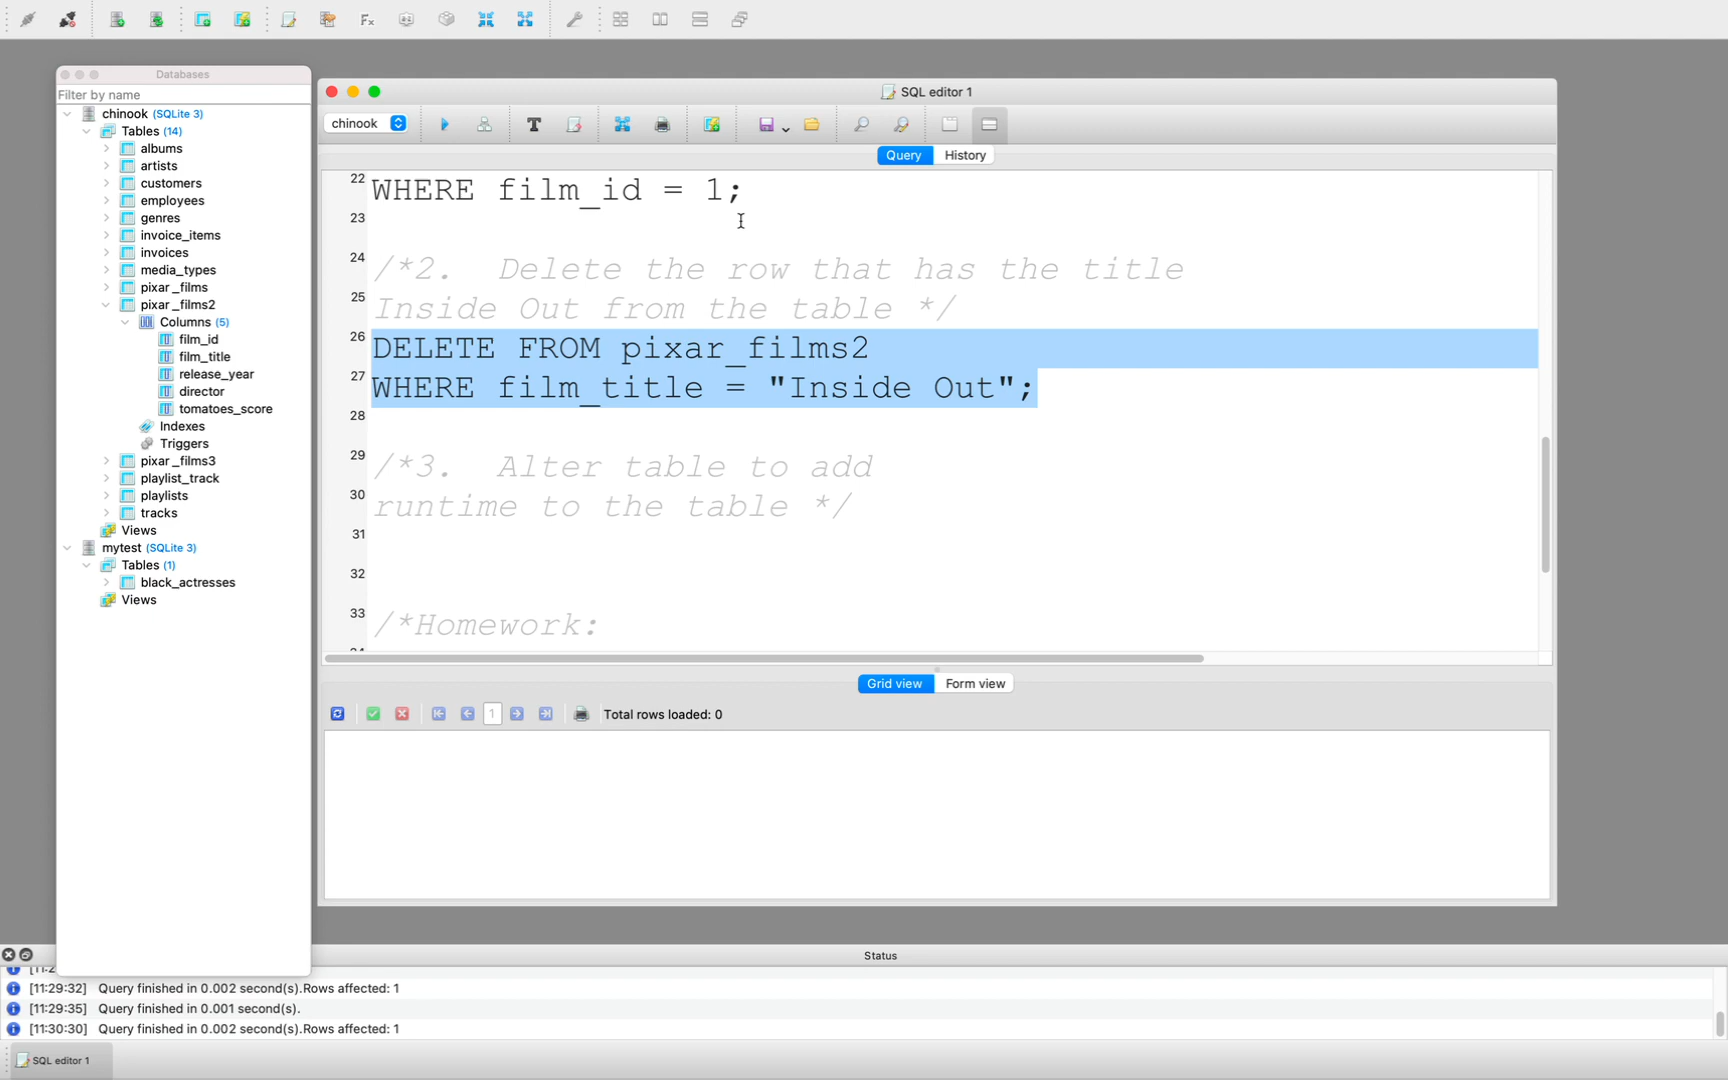 Fx
Databases
Filter by name
chinook (SQLite 3)
Tables (14)
albums
artists
customers
employees
genres
invoice_items
invoices
media_types
pixar_films
pixar_films2
Columns (5)
film_id
film_title
release_year
director
tomatoes_score
Indexes
Triggers
pixar_films3
playlist_track
playlists
tracks
Views
mytest (SQLite 3)
Tables (1)
black_actresses
Views
SQL editor 1
chinook
T
Query History
22 WHERE film_id = 1;
23
24 /*2. Delete the row that has the title
25 Inside Out from the table */
26 DELETE FROM pixar_films2
27 WHERE film_title = "Inside Out";
28
29 /*3. Alter table to add
30 runtime to the table */
31
32
33 /*Homework:
Grid view Form view
1 Total rows loaded: 0
Status
[11:29:32] Query finished in 0.002 second(s).Rows affected: 1
[11:29:35] Query finished in 0.001 second(s).
[11:30:30] Query finished in 0.002 second(s).Rows affected: 1
SQL editor 1